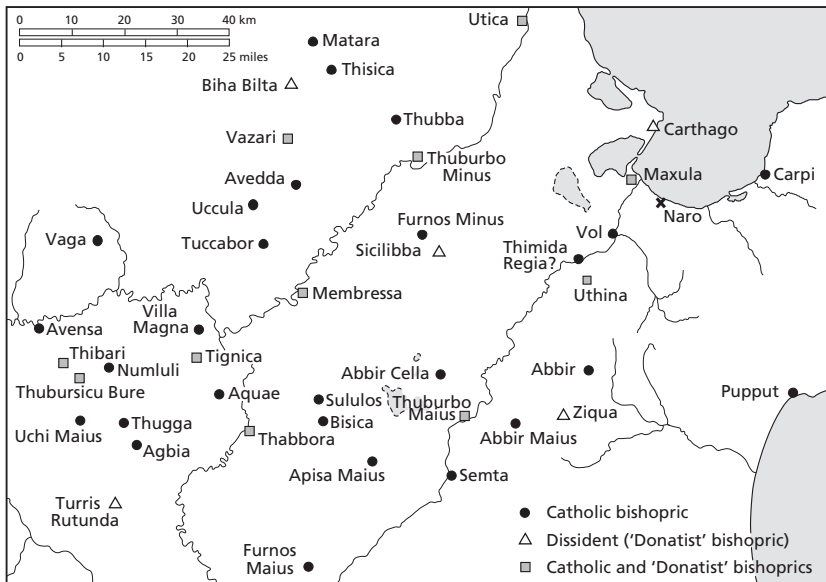 0 10 20 30 40 km
0 5 10 15 20 25 miles
Utica
Matara
Thisica
Biha Bilta
Thubba
Carthago
Vazari
Thuburbo
Minus
Maxula
Carpi
Avedda
Uccula
Naro
Furnos Minus
Vaga
Tuccabor
Sicilibba
Vol
Thimida
Regia?
Uthina
Membressa
Villa
Magna
Avensa
Thibari
Numluli
Tignica
Thubursicu Bure
Abbir Cella
Abbir
Aquae
Sululos
Thuburbo
Maius
Pupput
Ziqua
Uchi Maius
Thugga
Bisica
Abbir Maius
Agbia
Thabbora
Apisa Maius
Semta
Turris
Rutunda
Furnos
Maius
Catholic bishopric
Dissident (‘Donatist’ bishopric)
Catholic and ‘Donatist’ bishoprics